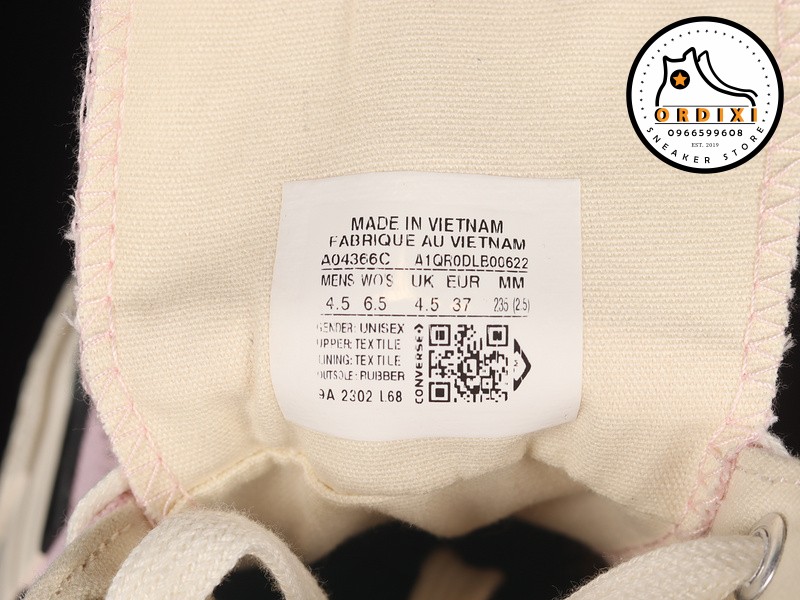 ORDIXI
0966599608
EST. 2019
SNEAKER STORE
MADE IN VIETNAM
FABRIQUE AU VIETNAM
A04366C A1QR0DLB00622
MENS WO'S UK EUR MM
4.5 6.5 4.5 37 235 (2.5)
GENDER: UNISEX
UPPER: TEXTILE
LINING: TEXTILE
OUTSOLE: RUBBER
9A 2302 L68
CONVERSE